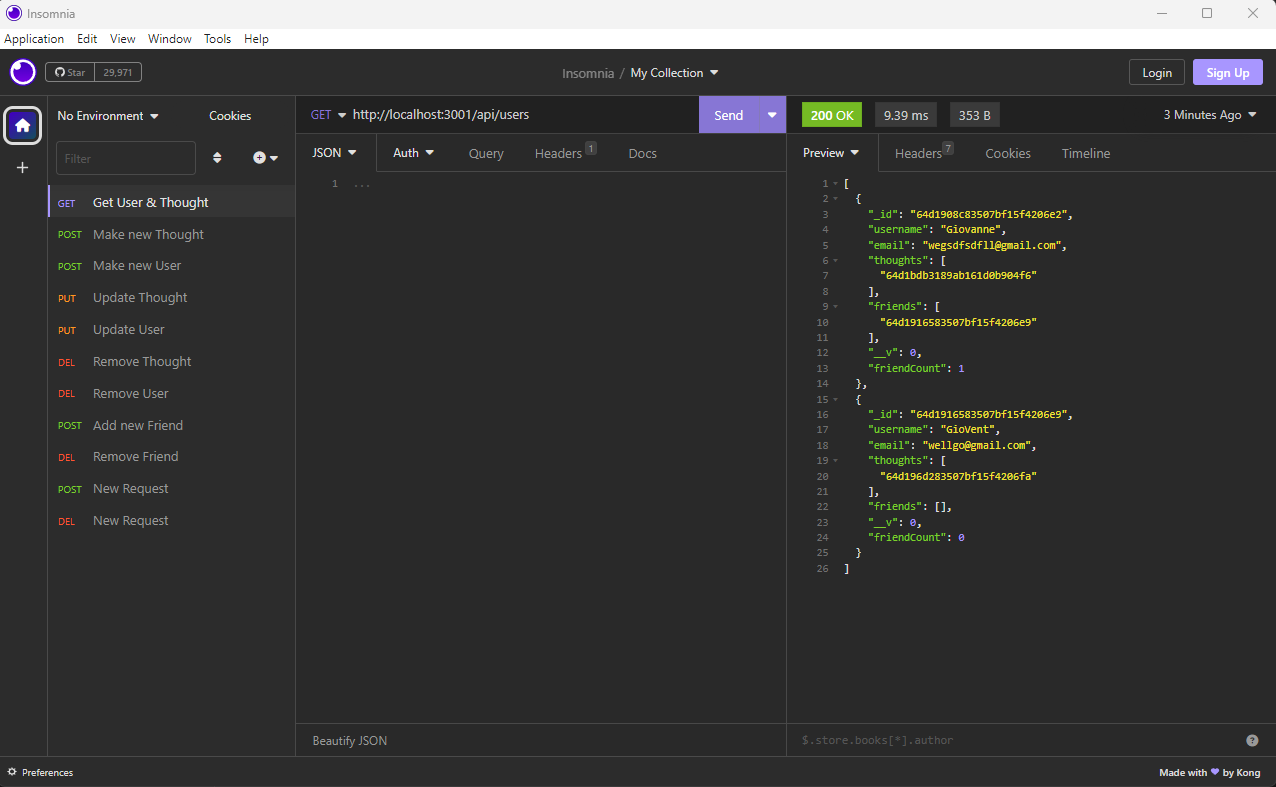 Insomnia
Application Edit View Window Tools Help
Star 29,971
Insomnia / My Collection
Login Sign Up
No Environment Cookies
Filter
GET Get User & Thought
POST Make new Thought
POST Make new User
PUT Update Thought
PUT Update User
DEL Remove Thought
DEL Remove User
POST Add new Friend
DEL Remove Friend
POST New Request
DEL New Request
GET http://localhost:3001/api/users Send
JSON Auth Query Headers 1 Docs
1 ...
Beautify JSON
200 OK 9.39 ms 353 B 3 Minutes Ago
Preview Headers 7 Cookies Timeline
1 [
2 {
3 "_id": "64d1908c83507bf15f4206e2",
4 "username": "Giovanne",
5 "email": "wegsdfsdfll@gmail.com",
6 "thoughts": [
7 "64d1bdb3189ab161d0b904f6"
8 ],
9 "friends": [
10 "64d1916583507bf15f4206e9"
11 ],
12 "__v": 0,
13 "friendCount": 1
14 },
15 {
16 "_id": "64d1916583507bf15f4206e9",
17 "username": "GioVent",
18 "email": "wellgo@gmail.com",
19 "thoughts": [
20 "64d196d283507bf15f4206fa"
21 ],
22 "friends": [],
23 "__v": 0,
24 "friendCount": 0
25 }
26 ]
$.store.books[*].author ?
Preferences
Made with 💜 by Kong